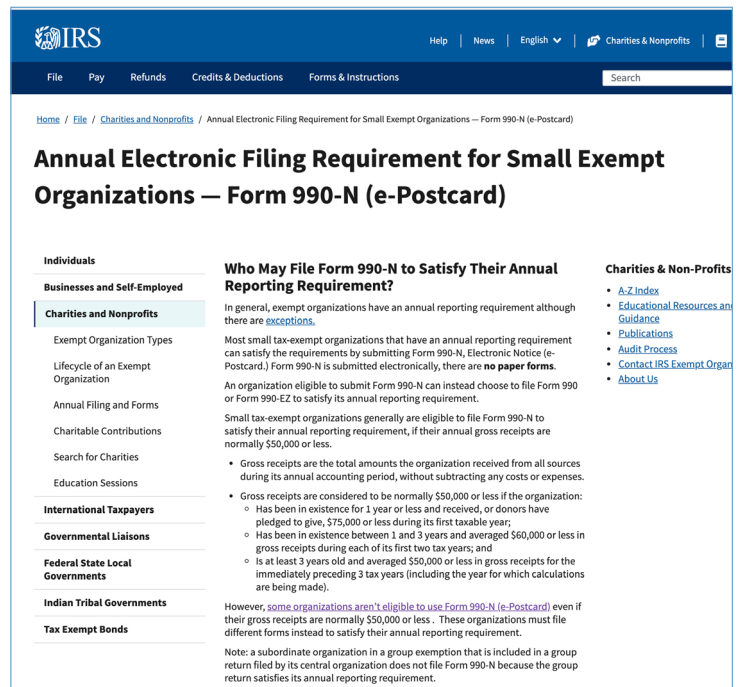 IRS
Help
News
English
Charities & Nonprofits
File
Pay
Refunds
Credits & Deductions
Forms & Instructions
Search
Home / File / Charities and Nonprofits / Annual Electronic Filing Requirement for Small Exempt Organizations — Form 990-N (e-Postcard)
Annual Electronic Filing Requirement for Small Exempt
Organizations — Form 990-N (e-Postcard)
Individuals
Businesses and Self-Employed
Charities and Nonprofits
Exempt Organization Types
Lifecycle of an Exempt
Organization
Annual Filing and Forms
Charitable Contributions
Search for Charities
Education Sessions
International Taxpayers
Governmental Liaisons
Federal State Local
Governments
Indian Tribal Governments
Tax Exempt Bonds
Who May File Form 990-N to Satisfy Their Annual
Reporting Requirement?
In general, exempt organizations have an annual reporting requirement although
there are exceptions.
Most small tax-exempt organizations that have an annual reporting requirement
can satisfy the requirements by submitting Form 990-N, Electronic Notice (e-
Postcard.) Form 990-N is submitted electronically, there are no paper forms.
An organization eligible to submit Form 990-N can instead choose to file Form 990
or Form 990-EZ to satisfy its annual reporting requirement.
Small tax-exempt organizations generally are eligible to file Form 990-N to
satisfy their annual reporting requirement, if their annual gross receipts are
normally $50,000 or less.
• Gross receipts are the total amounts the organization received from all sources
during its annual accounting period, without subtracting any costs or expenses.
• Gross receipts are considered to be normally $50,000 or less if the organization:
○ Has been in existence for 1 year or less and received, or donors have
pledged to give, $75,000 or less during its first taxable year;
○ Has been in existence between 1 and 3 years and averaged $60,000 or less in
gross receipts during each of its first two tax years; and
○ Is at least 3 years old and averaged $50,000 or less in gross receipts for the
immediately preceding 3 tax years (including the year for which calculations
are being made).
However, some organizations aren't eligible to use Form 990-N (e-Postcard) even if
their gross receipts are normally $50,000 or less . These organizations must file
different forms instead to satisfy their annual reporting requirement.
Note: a subordinate organization in a group exemption that is included in a group
return filed by its central organization does not file Form 990-N because the group
return satisfies its annual reporting requirement.
Charities & Non-Profits
• A-Z Index
• Educational Resources and
Guidance
• Publications
• Audit Process
• Contact IRS Exempt Organ
• About Us